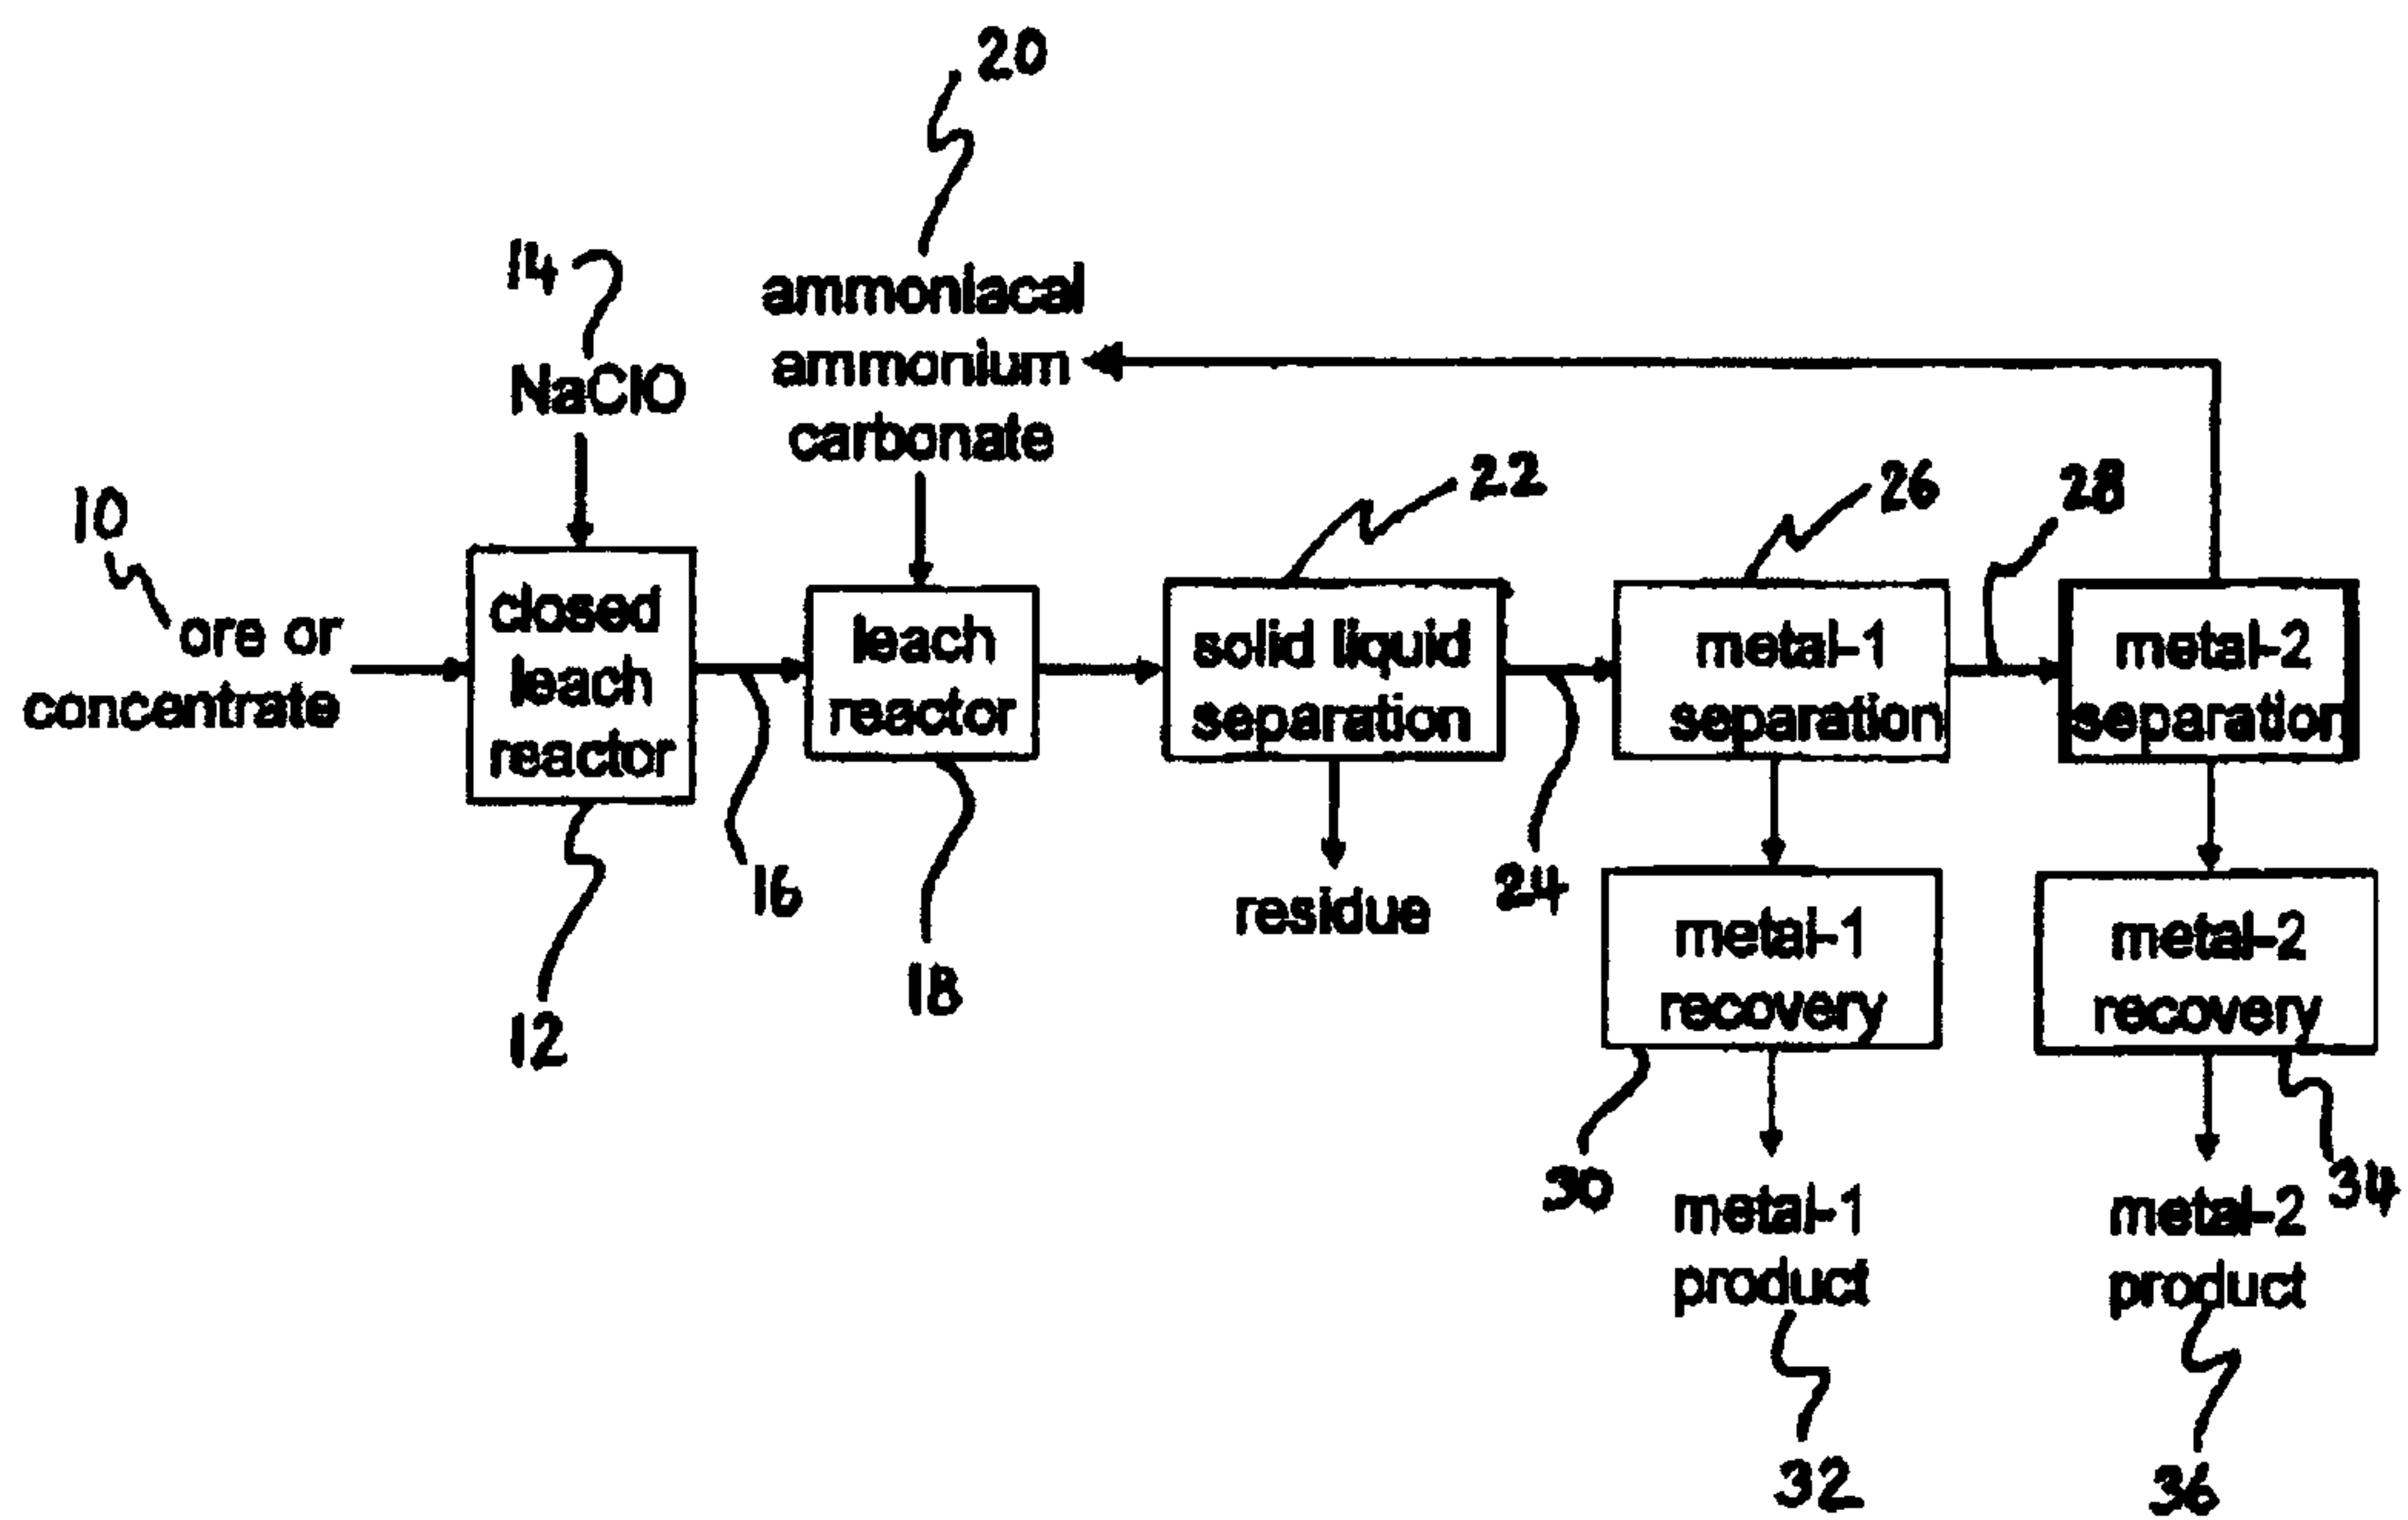 20
14
ammoniacal
ammonium
carbonate
NaClO
10
22
26
28
ore or
concentrate
closed
leach
reactor
leach
reactor
solid liquid
separation
metal-1
separation
metal-2
separation
16
18
12
residue
24
metal-1
recovery
metal-2
recovery
30
34
metal-1
product
metal-2
product
32
36